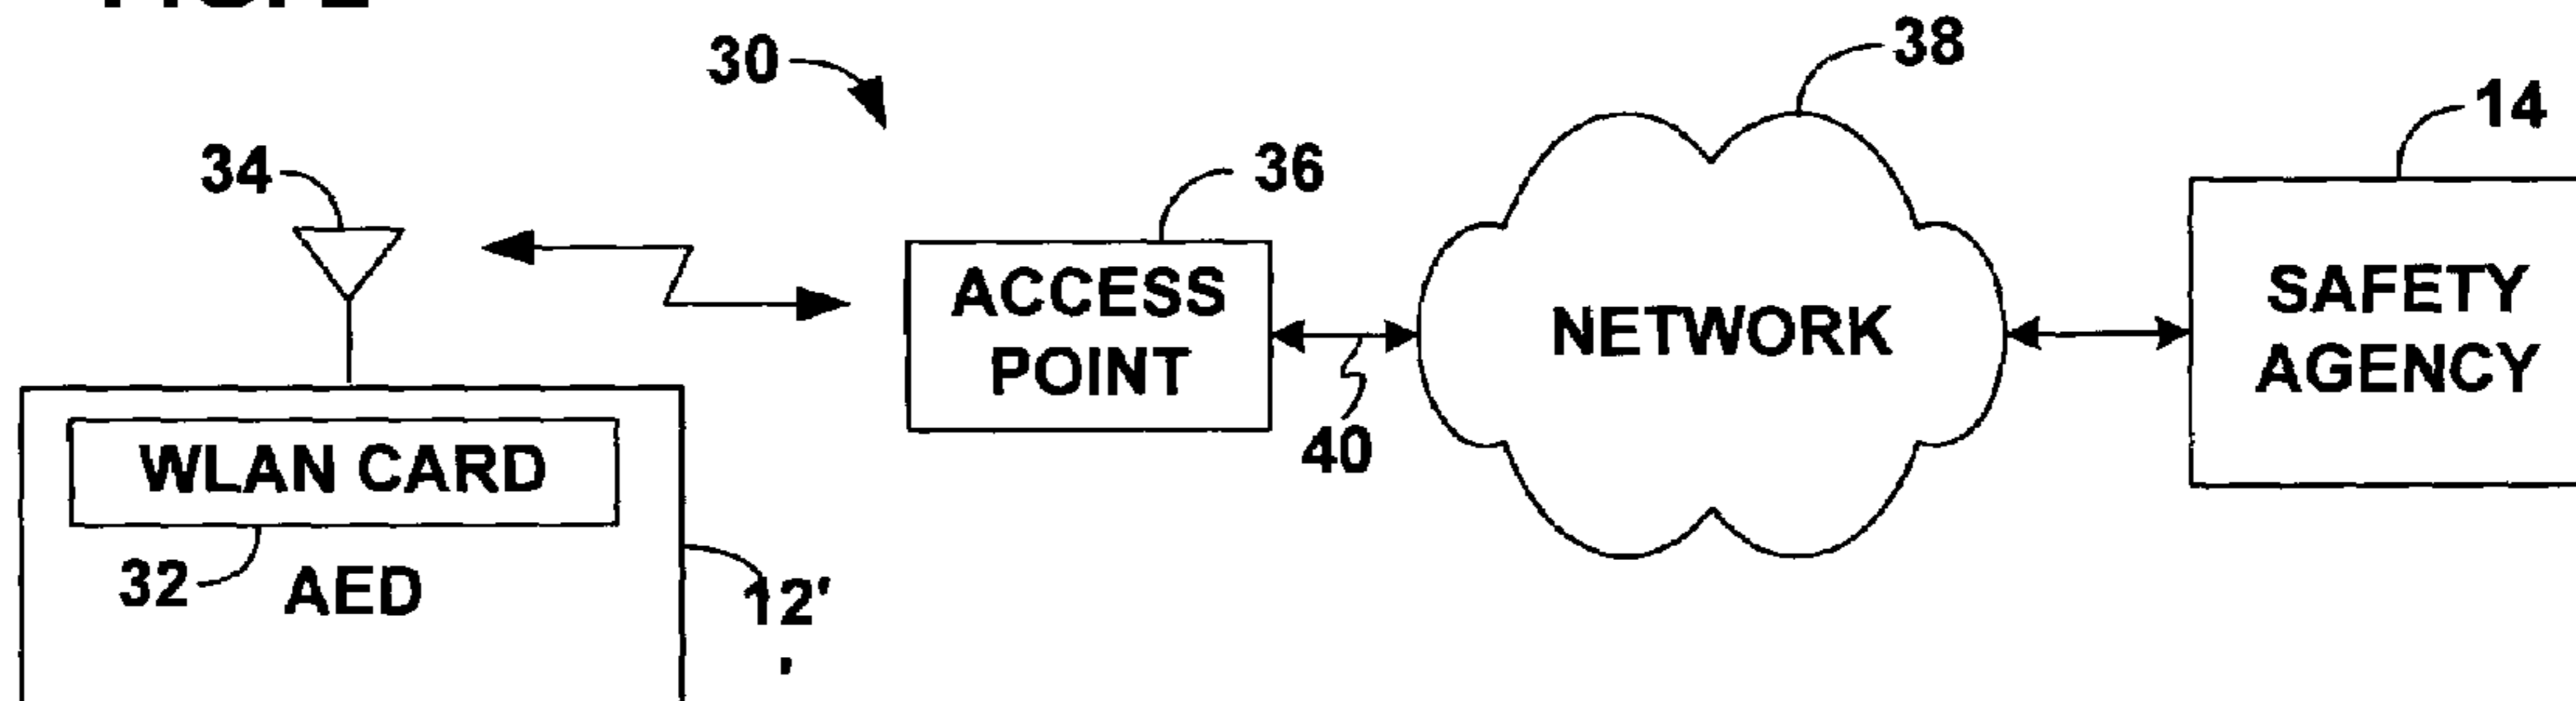 30
38
14
34
36
ACCESS
POINT
NETWORK
SAFETY
AGENCY
40
WLAN CARD
32
AED
12'
'